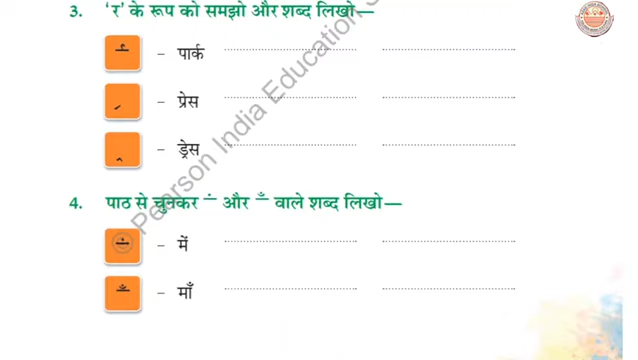 3. ‘र’ के रूप को समझो और शब्द लिखो—
– पार्क
– प्रेस
– ड्रेस
4. पाठ से चुनकर ं और ँ वाले शब्द लिखो—
– में
– माँ
© Pearson India Education